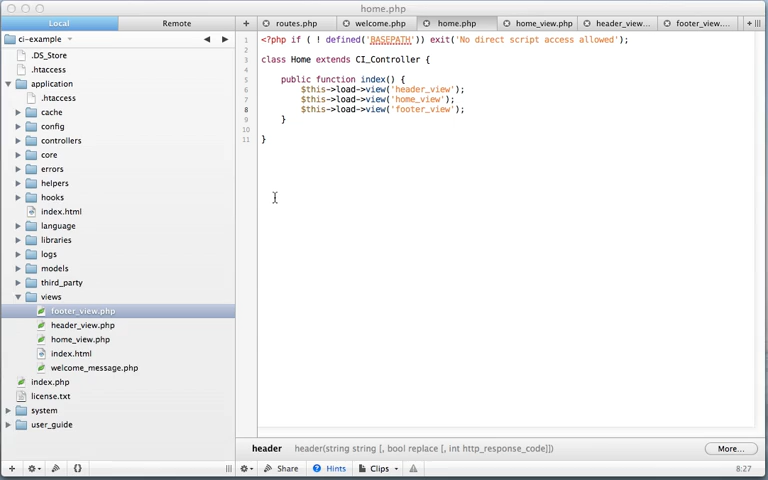 home.php
Local Remote
routes.php welcome.php home.php home_view.php header_view... footer_view....
ci-example
.DS_Store
.htaccess
application
.htaccess
cache
config
controllers
core
errors
helpers
hooks
index.html
language
libraries
logs
models
third_party
views
footer_view.php
header_view.php
home_view.php
index.html
welcome_message.php
index.php
license.txt
system
user_guide
1 <?php if ( ! defined('BASEPATH')) exit('No direct script access allowed');
2
3 class Home extends CI_Controller {
4
5 public function index() {
6 $this->load->view('header_view');
7 $this->load->view('home_view');
8 $this->load->view('footer_view');
9 }
10
11 }
header header(string string [, bool replace [, int http_response_code]]) More...
Share Hints Clips 8:27